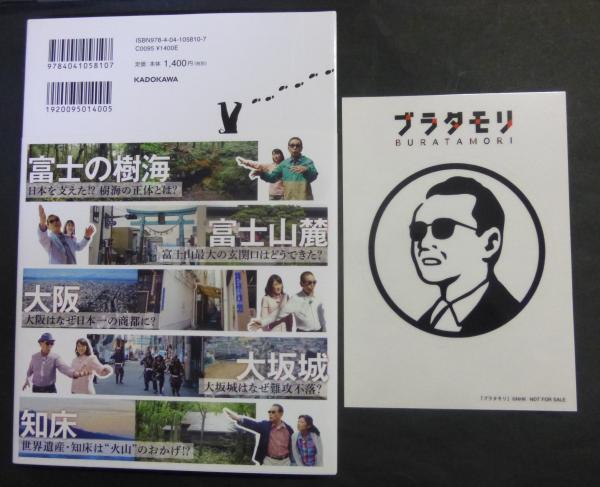 ISBN978-4-04-105810-7
C0095 ¥1400E
定価:本体 1,400円(税別)
KADOKAWA
9784041058107
1920095014005
富士の樹海
日本を支えた!? 樹海の正体とは?
富士山麓
富士山最大の玄関口はどうできた?
大阪
大阪はなぜ日本一の商都に?
大坂城
大坂城はなぜ難攻不落?
知床
世界遺産・知床は“火山”のおかげ!?
ブラタモリ
BURATAMORI
「ブラタモリ」©NHK NOT FOR SALE